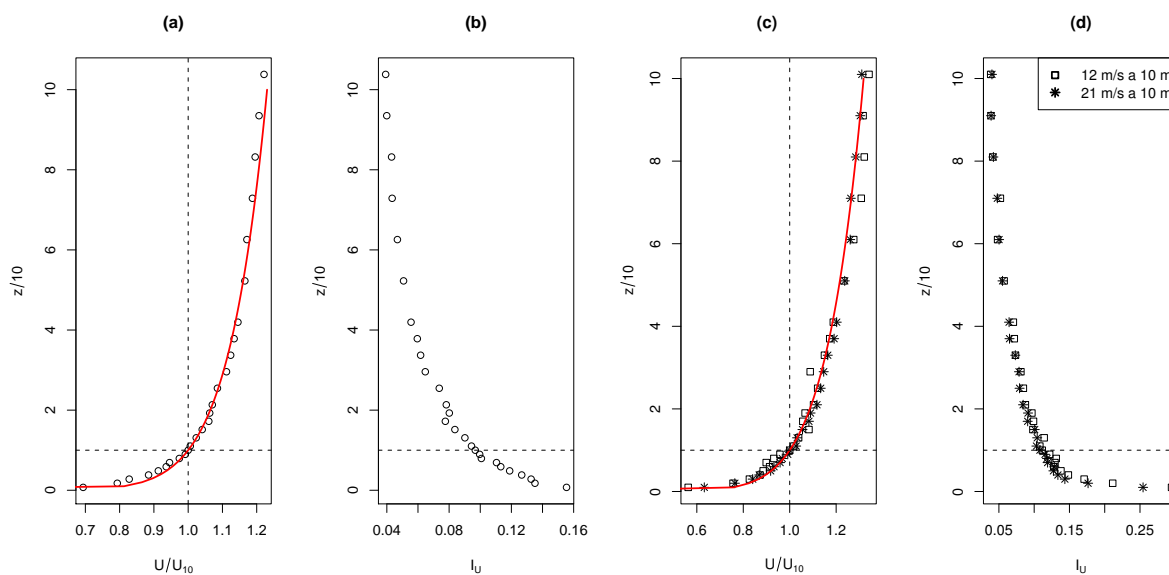 (a)
(b)
(c)
(d)
z/10
0 2 4 6 8 10
0.7 0.8 0.9 1.0 1.1 1.2
U/U10
z/10
0 2 4 6 8 10
0.04 0.08 0.12 0.16
IU
z/10
0 2 4 6 8 10
0.6 0.8 1.0 1.2
U/U10
z/10
0 2 4 6 8 10
0.05 0.15 0.25
IU
12 m/s a 10 m
21 m/s a 10 m